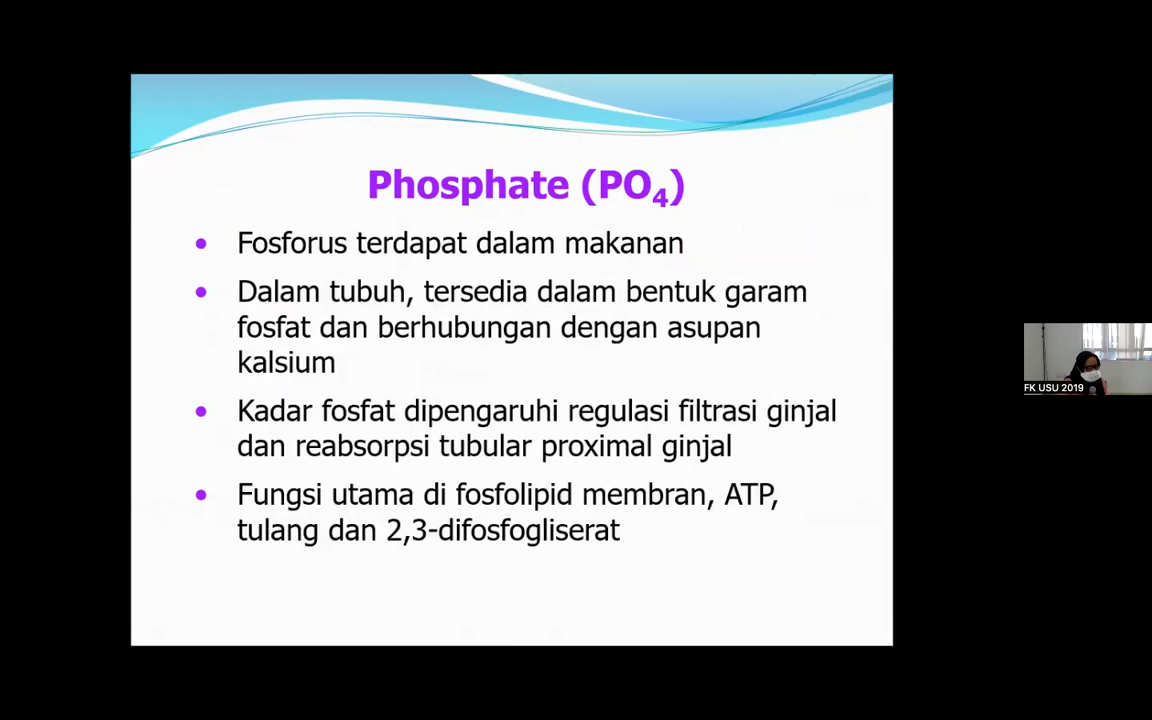 Phosphate (PO₄)
• Fosforus terdapat dalam makanan
• Dalam tubuh, tersedia dalam bentuk garam
fosfat dan berhubungan dengan asupan
kalsium
• Kadar fosfat dipengaruhi regulasi filtrasi ginjal
dan reabsorpsi tubular proximal ginjal
• Fungsi utama di fosfolipid membran, ATP,
tulang dan 2,3-difosfogliserat
FK USU 2019